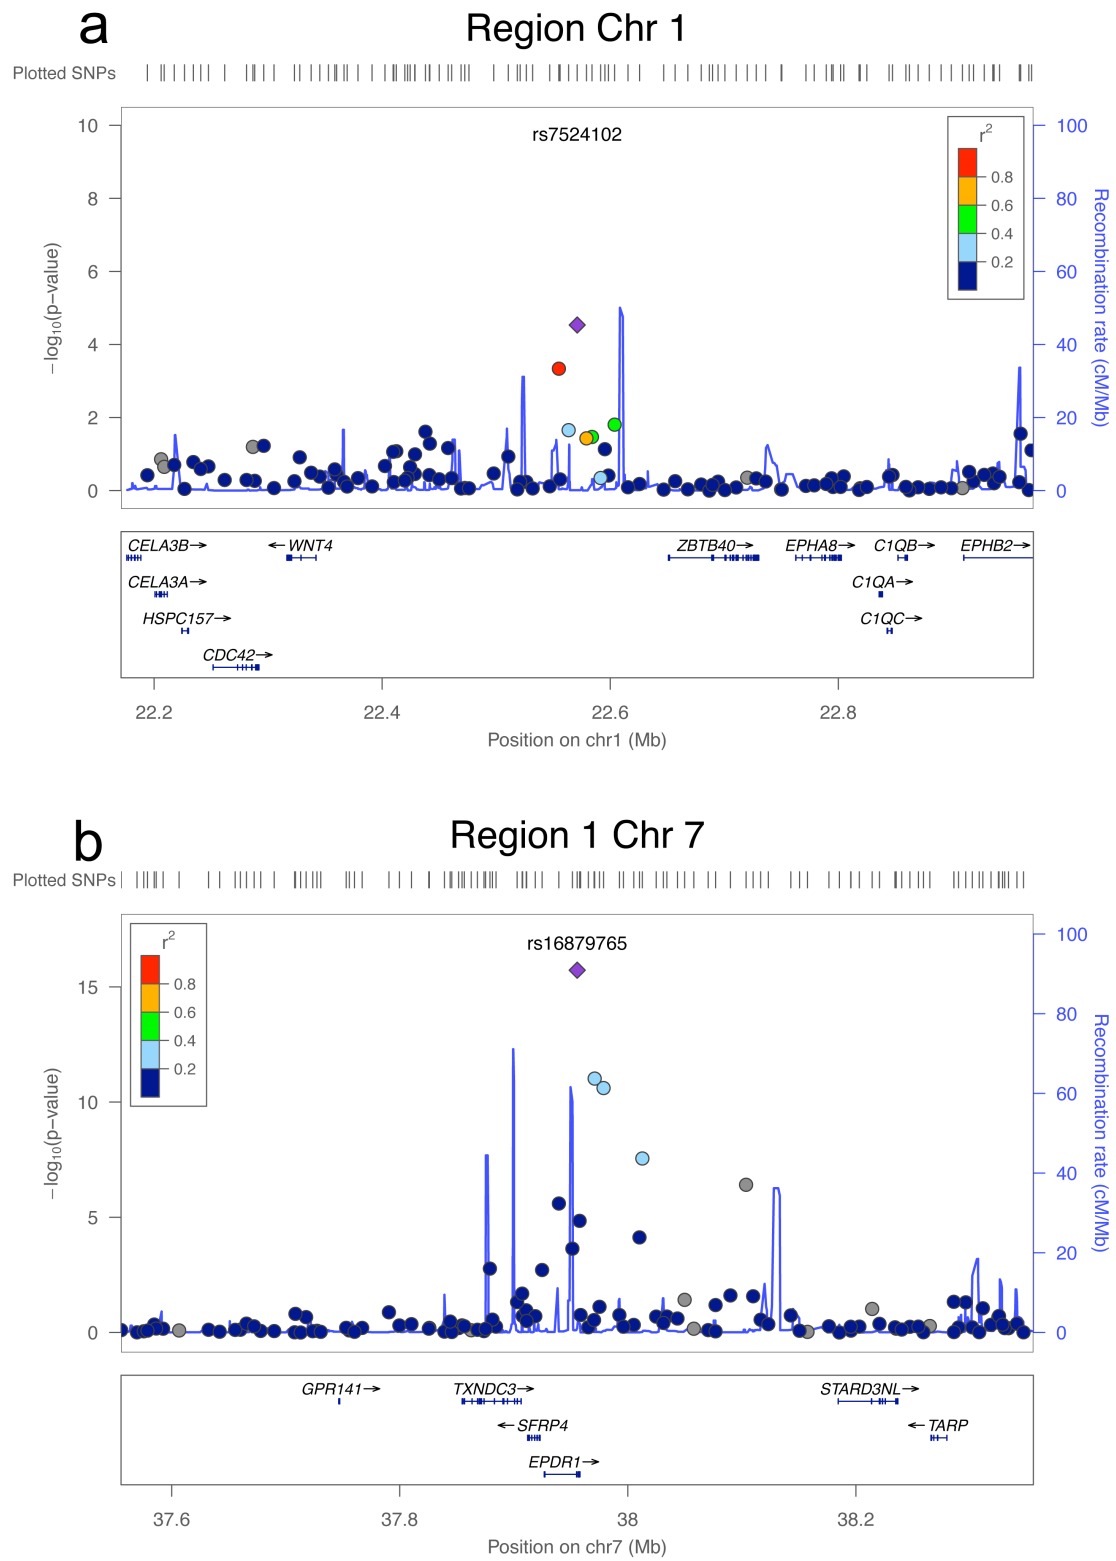 a
Region Chr 1
Plotted SNPs
rs7524102
10
8
6
4
2
0
−log10(p−value)
r2
0.8
0.6
0.4
0.2
100
80
60
40
20
0
Recombination rate (cM/Mb)
CELA3B→ ←WNT4 ZBTB40→ EPHA8→ C1QB→ EPHB2→
CELA3A→ C1QA→
HSPC157→ C1QC→
CDC42→
22.2 22.4 22.6 22.8
Position on chr1 (Mb)
b
Region 1 Chr 7
Plotted SNPs
rs16879765
15
10
5
0
−log10(p−value)
r2
0.8
0.6
0.4
0.2
100
80
60
40
20
0
Recombination rate (cM/Mb)
GPR141→ TXNDC3→ STARD3NL→
←SFRP4 ←TARP
EPDR1→
37.6 37.8 38 38.2
Position on chr7 (Mb)